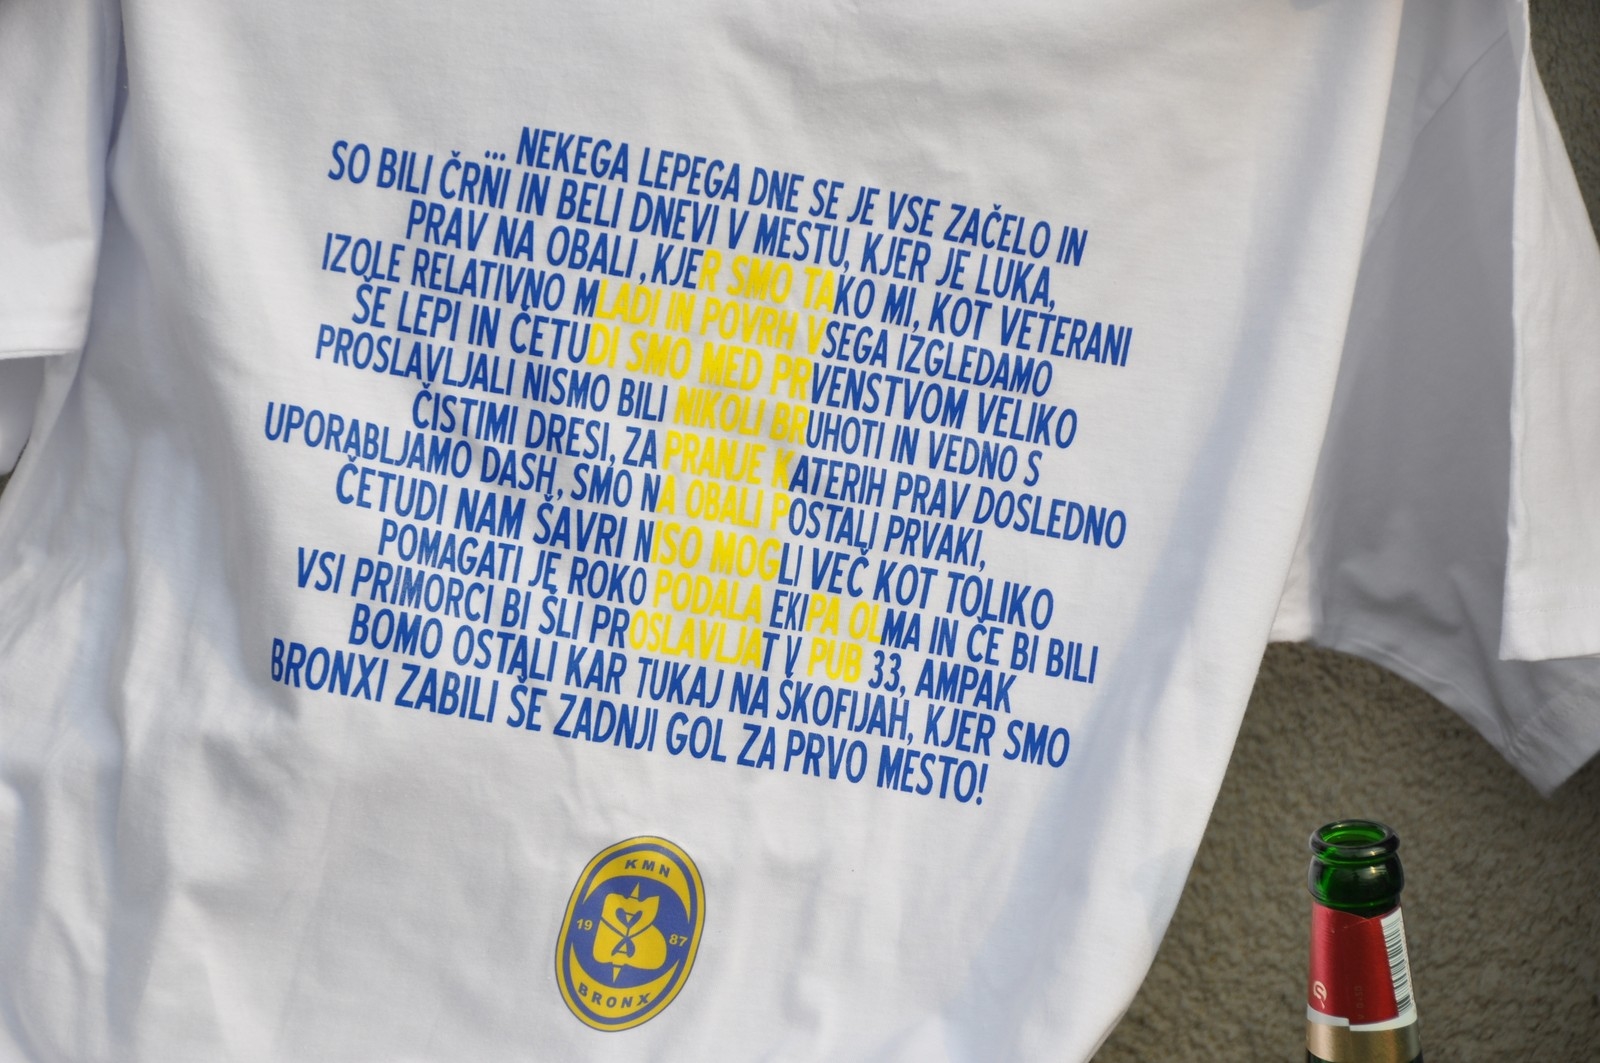 ... NEKEGA LEPEGA DNE SE JE VSE ZAČELO IN
SO BILI ČRNI IN BELI DNEVI V MESTU, KJER JE LUKA,
PRAV NA OBALI, KJER SMO TAKO MI, KOT VETERANI
IZOLE RELATIVNO MLADI IN POVRH VSEGA IZGLEDAMO
ŠE LEPI IN ČETUDI SMO MED PRVENSTVOM VELIKO
PROSLAVLJALI NISMO BILI NIKOLI BRUHOTI IN VEDNO S
ČISTIMI DRESI, ZA PRANJE KATERIH PRAV DOSLEDNO
UPORABLJAMO DASH, SMO NA OBALI POSTALI PRVAKI,
ČETUDI NAM ŠAVRI NISO MOGLI VEČ KOT TOLIKO
POMAGATI JE ROKO PODALA EKIPA OLMA IN ČE BI BILI
VSI PRIMORCI BI ŠLI PROSLAVLJAT V PUB 33, AMPAK
BOMO OSTALI KAR TUKAJ NA ŠKOFIJAH, KJER SMO
BRONXI ZABILI ŠE ZADNJI GOL ZA PRVO MESTO!
KMN
19 87
BRONX